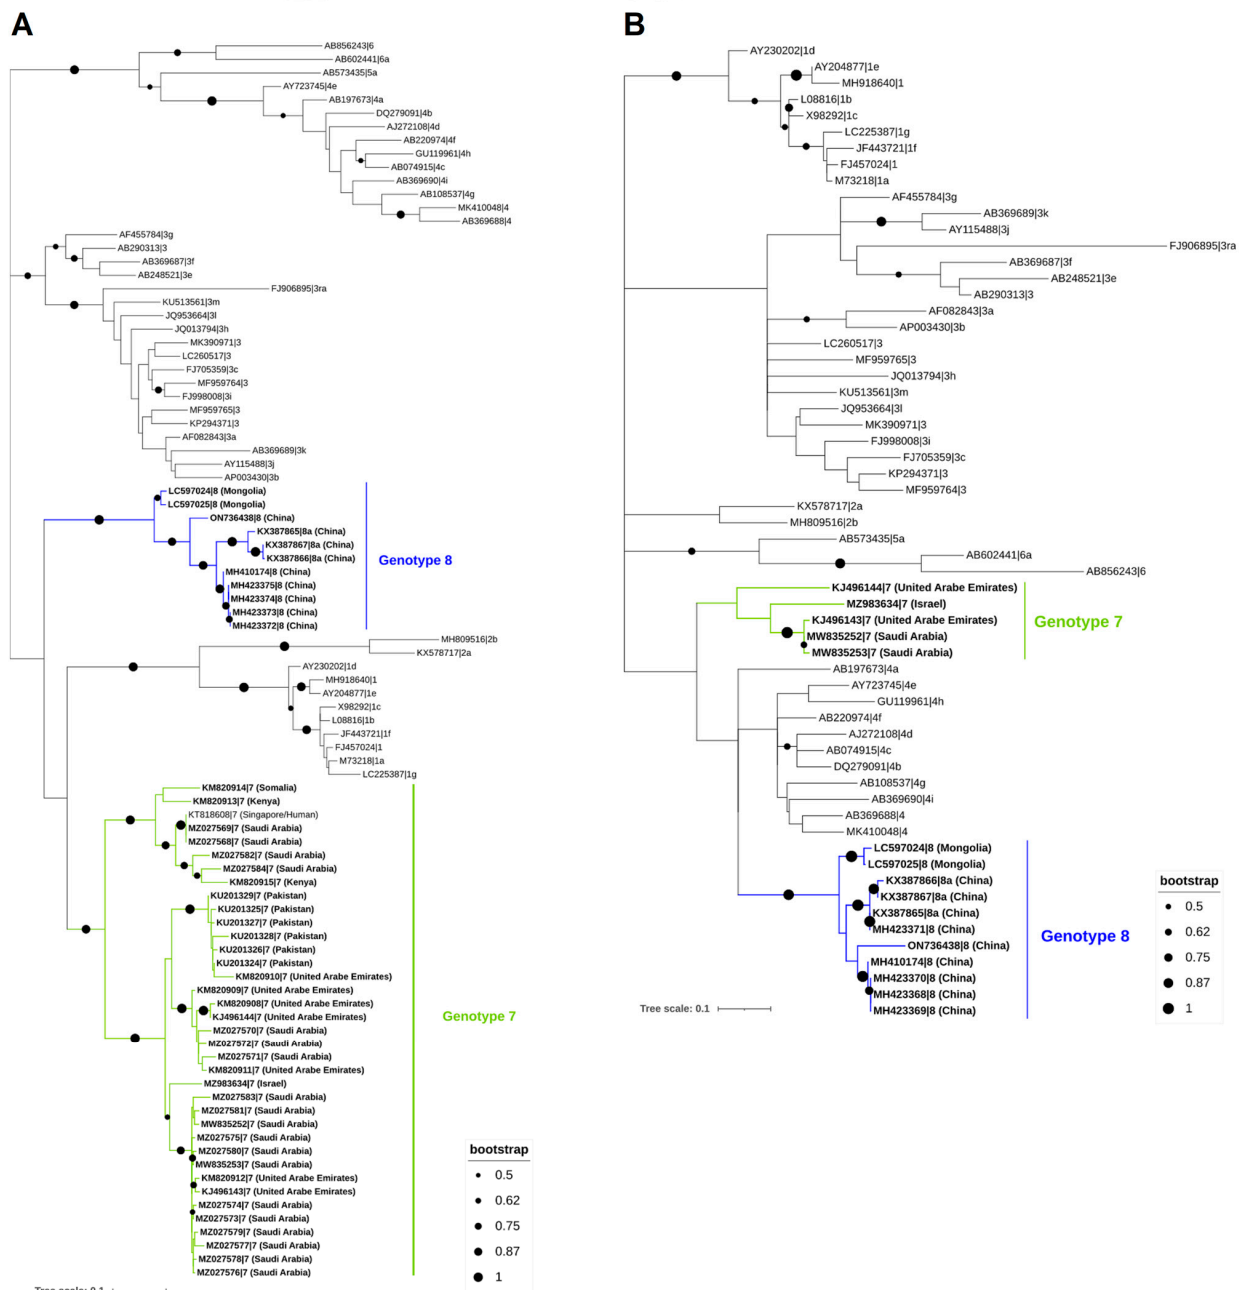 A
AB856243|6
AB602441|6a
AB573435|5a
AY723745|4e
AB197673|4a
DQ279091|4b
AJ272108|4d
AB220974|4f
GU119961|4h
AB074915|4c
AB369690|4i
AB108537|4g
MK410048|4
AB369688|4
AF455784|3g
AB290313|3
AB369687|3f
AB248521|3e
FJ906895|3ra
KU513561|3m
JQ953664|3l
JQ013794|3h
MK390971|3
LC260517|3
FJ705359|3c
MF959764|3
FJ998008|3i
MF959765|3
KP294371|3
AF082843|3a
AB369689|3k
AY115488|3j
AP003430|3b
LC597024|8 (Mongolia)
LC597025|8 (Mongolia)
ON736438|8 (China)
KX387865|8a (China)
KX387867|8a (China)
KX387866|8a (China)
MH410174|8 (China)
MH423375|8 (China)
MH423374|8 (China)
MH423373|8 (China)
MH423372|8 (China)
Genotype 8
MH809516|2b
KX578717|2a
AY230202|1d
MH918640|1
AY204877|1e
X98292|1c
L08816|1b
JF443721|1f
FJ457024|1
M73218|1a
LC225387|1g
KM820914|7 (Somalia)
KM820913|7 (Kenya)
KT818608|7 (Singapore/Human)
MZ027569|7 (Saudi Arabia)
MZ027568|7 (Saudi Arabia)
MZ027582|7 (Saudi Arabia)
MZ027584|7 (Saudi Arabia)
KM820915|7 (Kenya)
KU201329|7 (Pakistan)
KU201325|7 (Pakistan)
KU201327|7 (Pakistan)
KU201328|7 (Pakistan)
KU201326|7 (Pakistan)
KU201324|7 (Pakistan)
KM820910|7 (United Arab Emirates)
KM820909|7 (United Arabe Emirates)
KM820908|7 (United Arabe Emirates)
KJ496144|7 (United Arabe Emirates)
MZ027570|7 (Saudi Arabia)
MZ027572|7 (Saudi Arabia)
MZ027571|7 (Saudi Arabia)
KM820911|7 (United Arabe Emirates)
MZ983634|7 (Israel)
MZ027583|7 (Saudi Arabia)
MZ027581|7 (Saudi Arabia)
MW835252|7 (Saudi Arabia)
MZ027575|7 (Saudi Arabia)
MZ027580|7 (Saudi Arabia)
MW835253|7 (Saudi Arabia)
KM820912|7 (United Arabe Emirates)
KJ496143|7 (United Arabe Emirates)
MZ027574|7 (Saudi Arabia)
MZ027573|7 (Saudi Arabia)
MZ027579|7 (Saudi Arabia)
MZ027577|7 (Saudi Arabia)
MZ027578|7 (Saudi Arabia)
MZ027576|7 (Saudi Arabia)
Genotype 7
bootstrap
0.5
0.62
0.75
0.87
1
Tree scale: 0.1
B
AY230202|1d
AY204877|1e
MH918640|1
L08816|1b
X98292|1c
LC225387|1g
JF443721|1f
FJ457024|1
M73218|1a
AF455784|3g
AB369689|3k
AY115488|3j
FJ906895|3ra
AB369687|3f
AB248521|3e
AB290313|3
AF082843|3a
AP003430|3b
LC260517|3
MF959765|3
JQ013794|3h
KU513561|3m
JQ953664|3l
MK390971|3
FJ998008|3i
FJ705359|3c
KP294371|3
MF959764|3
KX578717|2a
MH809516|2b
AB573435|5a
AB602441|6a
AB856243|6
KJ496144|7 (United Arabe Emirates)
MZ983634|7 (Israel)
KJ496143|7 (United Arabe Emirates)
MW835252|7 (Saudi Arabia)
MW835253|7 (Saudi Arabia)
Genotype 7
AB197673|4a
AY723745|4e
GU119961|4h
AB220974|4f
AJ272108|4d
AB074915|4c
DQ279091|4b
AB108537|4g
AB369690|4i
AB369688|4
MK410048|4
LC597024|8 (Mongolia)
LC597025|8 (Mongolia)
KX387866|8a (China)
KX387867|8a (China)
KX387865|8a (China)
MH423371|8 (China)
ON736438|8 (China)
MH410174|8 (China)
MH423370|8 (China)
MH423368|8 (China)
MH423369|8 (China)
Genotype 8
Tree scale: 0.1
bootstrap
0.5
0.62
0.75
0.87
1